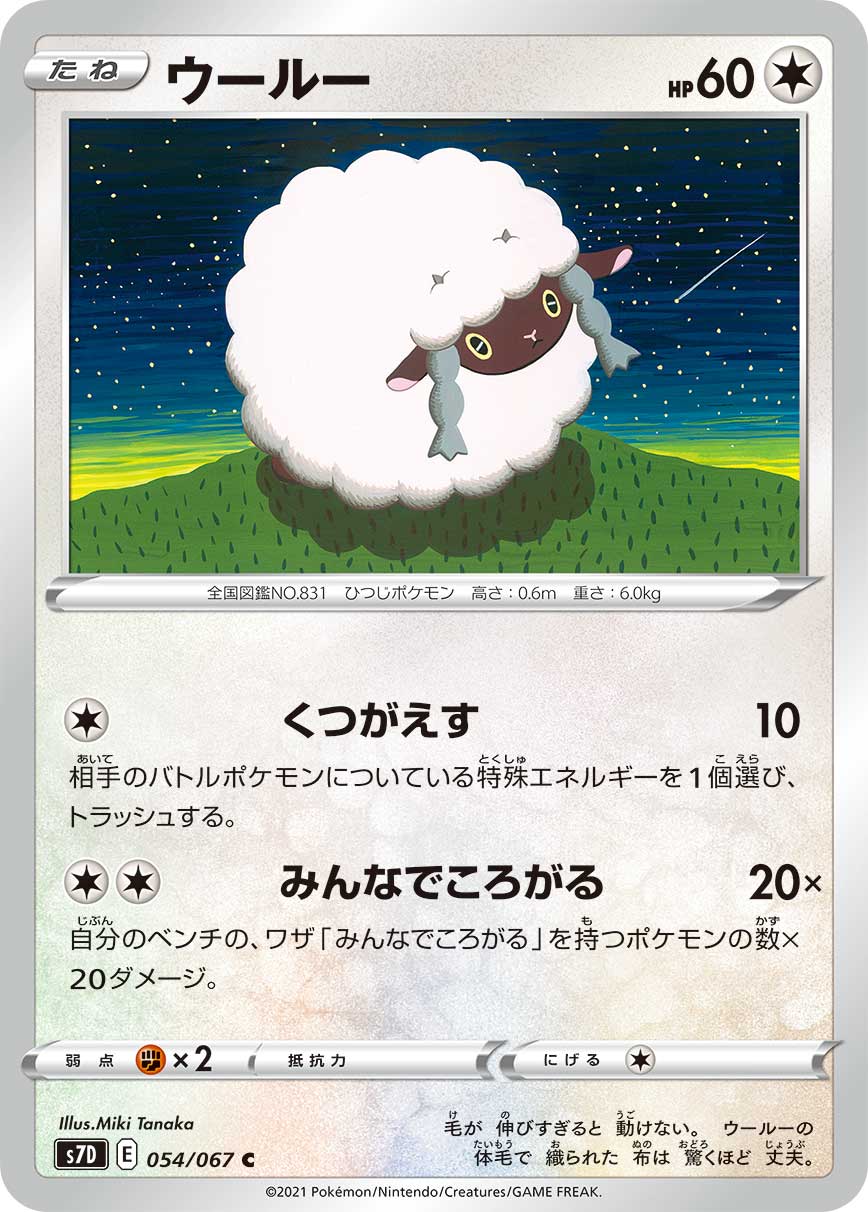 たね ウールー HP60
全国図鑑NO.831 ひつじポケモン 高さ：0.6m 重さ：6.0kg
くつがえす 10
相手のバトルポケモンについている特殊エネルギーを1個選び、
トラッシュする。
みんなでころがる 20×
自分のベンチの、ワザ「みんなでころがる」を持つポケモンの数×
20ダメージ。
弱点 ×2 抵抗力 にげる
Illus.Miki Tanaka
s7D E 054/067 C
毛が 伸びすぎると 動けない。 ウールーの
体毛で 織られた 布は 驚くほど 丈夫。
©2021 Pokémon/Nintendo/Creatures/GAME FREAK.